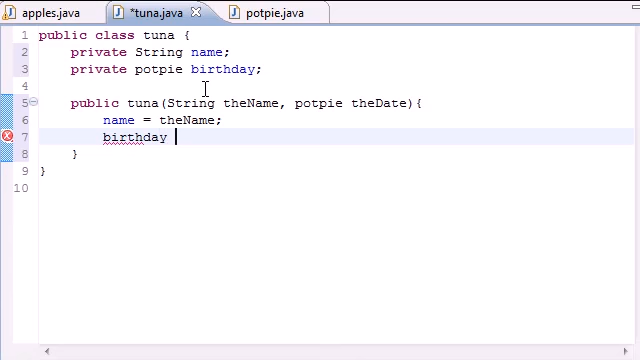 apples.java *tuna.java potpie.java
1 public class tuna {
2 private String name;
3 private potpie birthday;
4
5 public tuna(String theName, potpie theDate){
6 name = theName;
7 birthday
8 }
9 }
10